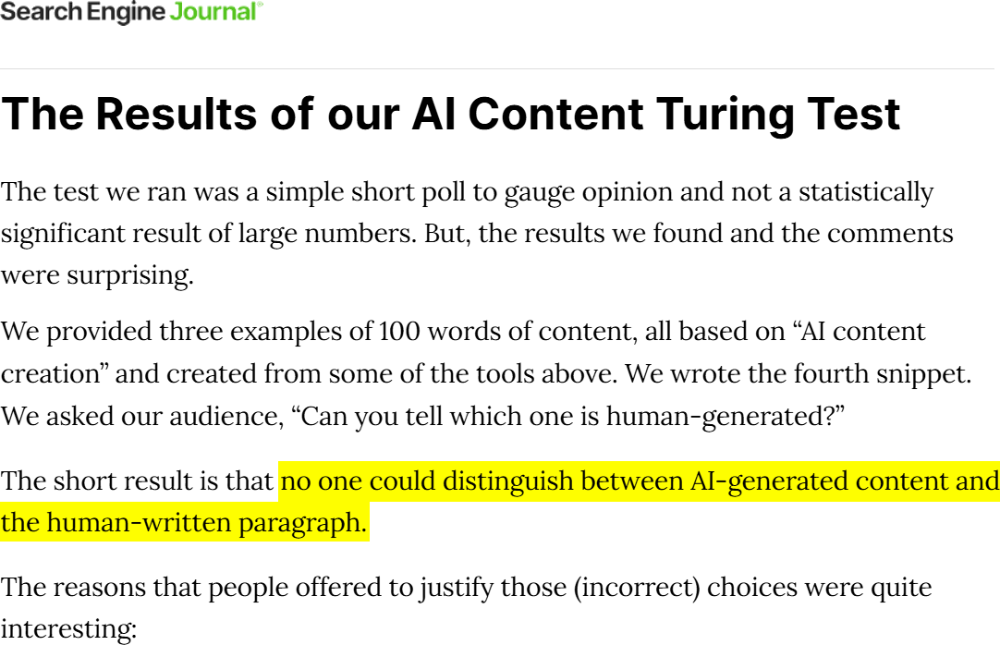 Search Engine Journal®
The Results of our AI Content Turing Test
The test we ran was a simple short poll to gauge opinion and not a statistically
significant result of large numbers. But, the results we found and the comments
were surprising.
We provided three examples of 100 words of content, all based on “AI content
creation” and created from some of the tools above. We wrote the fourth snippet.
We asked our audience, “Can you tell which one is human-generated?”
The short result is that no one could distinguish between AI-generated content and
the human-written paragraph.
The reasons that people offered to justify those (incorrect) choices were quite
interesting: